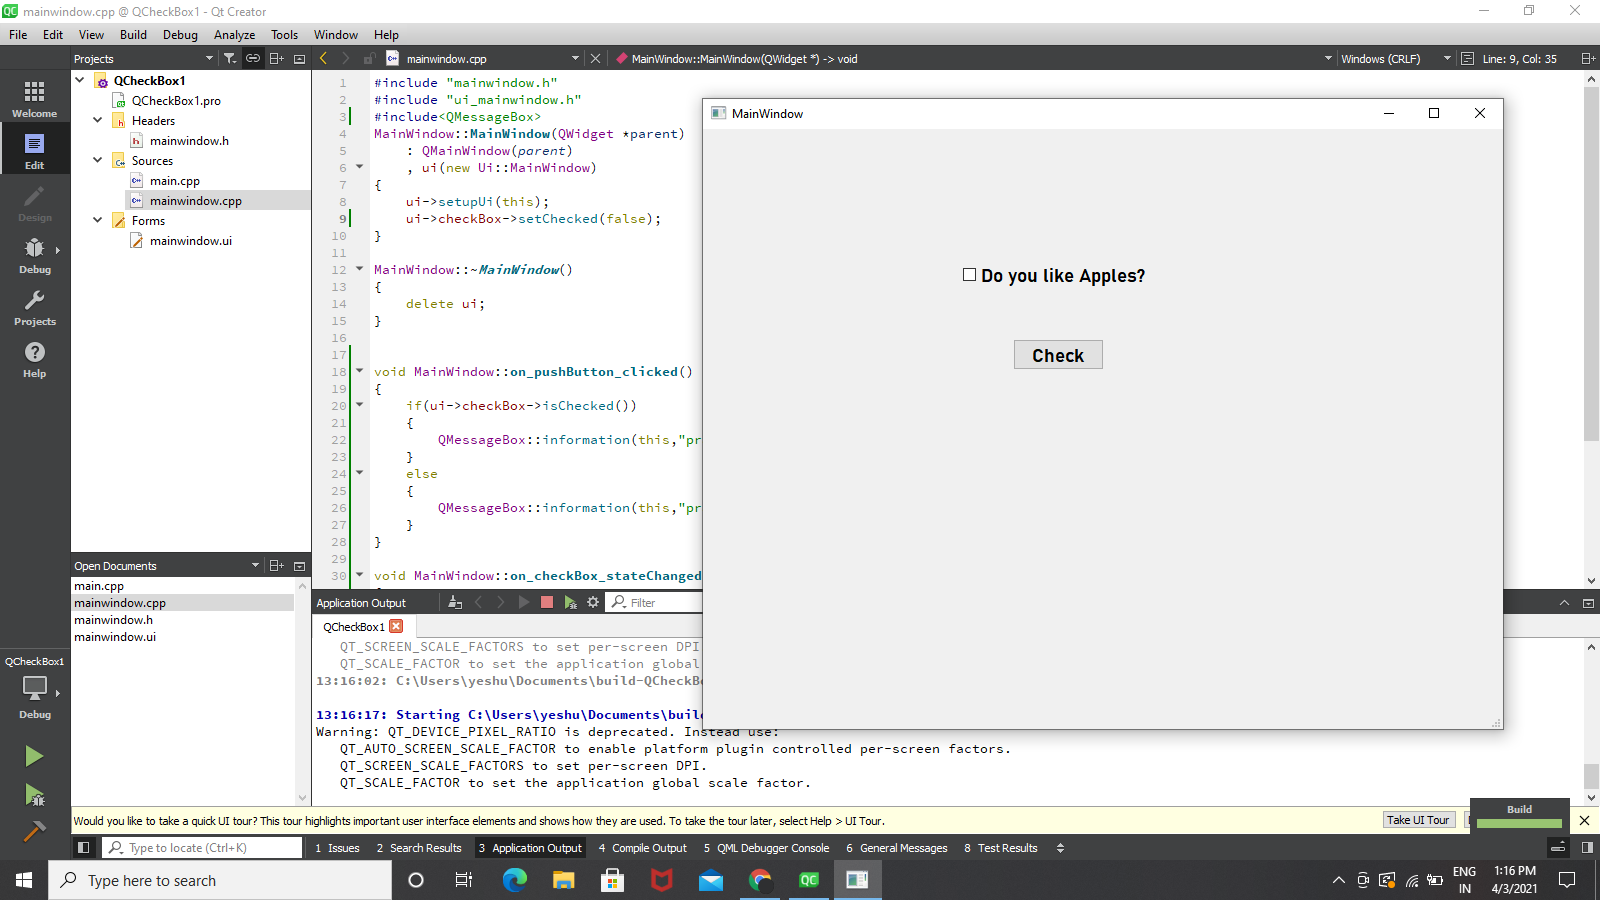 mainwindow.cpp @ QCheckBox1 - Qt Creator
File Edit View Build Debug Analyze Tools Window Help
Projects
mainwindow.cpp
MainWindow::MainWindow(QWidget *) -> void
Windows (CRLF)
Line: 9, Col: 35
Welcome
Edit
Design
Debug
Projects
Help
QCheckBox1
Debug
QCheckBox1
QCheckBox1.pro
Headers
mainwindow.h
Sources
main.cpp
mainwindow.cpp
Forms
mainwindow.ui
Open Documents
main.cpp
mainwindow.cpp
mainwindow.h
mainwindow.ui
1 #include "mainwindow.h"
2 #include "ui_mainwindow.h"
3 #include<QMessageBox>
4 MainWindow::MainWindow(QWidget *parent)
5 : QMainWindow(parent)
6 , ui(new Ui::MainWindow)
7 {
8 ui->setupUi(this);
9 ui->checkBox->setChecked(false);
10 }
11
12 MainWindow::~MainWindow()
13 {
14 delete ui;
15 }
16
17
18 void MainWindow::on_pushButton_clicked()
19 {
20 if(ui->checkBox->isChecked())
21 {
22 QMessageBox::information(this,"pr
23 }
24 else
25 {
26 QMessageBox::information(this,"pr
27 }
28 }
29
30 void MainWindow::on_checkBox_stateChanged
MainWindow
Do you like Apples?
Check
Application Output
Filter
QCheckBox1
QT_SCREEN_SCALE_FACTORS to set per-screen DPI
QT_SCALE_FACTOR to set the application global
13:16:02: C:\Users\yeshu\Documents\build-QCheckB
13:16:17: Starting C:\Users\yeshu\Documents\buil
Warning: QT_DEVICE_PIXEL_RATIO is deprecated. Instead use:
QT_AUTO_SCREEN_SCALE_FACTOR to enable platform plugin controlled per-screen factors.
QT_SCREEN_SCALE_FACTORS to set per-screen DPI.
QT_SCALE_FACTOR to set the application global scale factor.
Would you like to take a quick UI tour? This tour highlights important user interface elements and shows how they are used. To take the tour later, select Help > UI Tour.
Take UI Tour
Build
Type to locate (Ctrl+K)
1 Issues 2 Search Results 3 Application Output 4 Compile Output 5 QML Debugger Console 6 General Messages 8 Test Results
Type here to search
ENG
IN
1:16 PM
4/3/2021